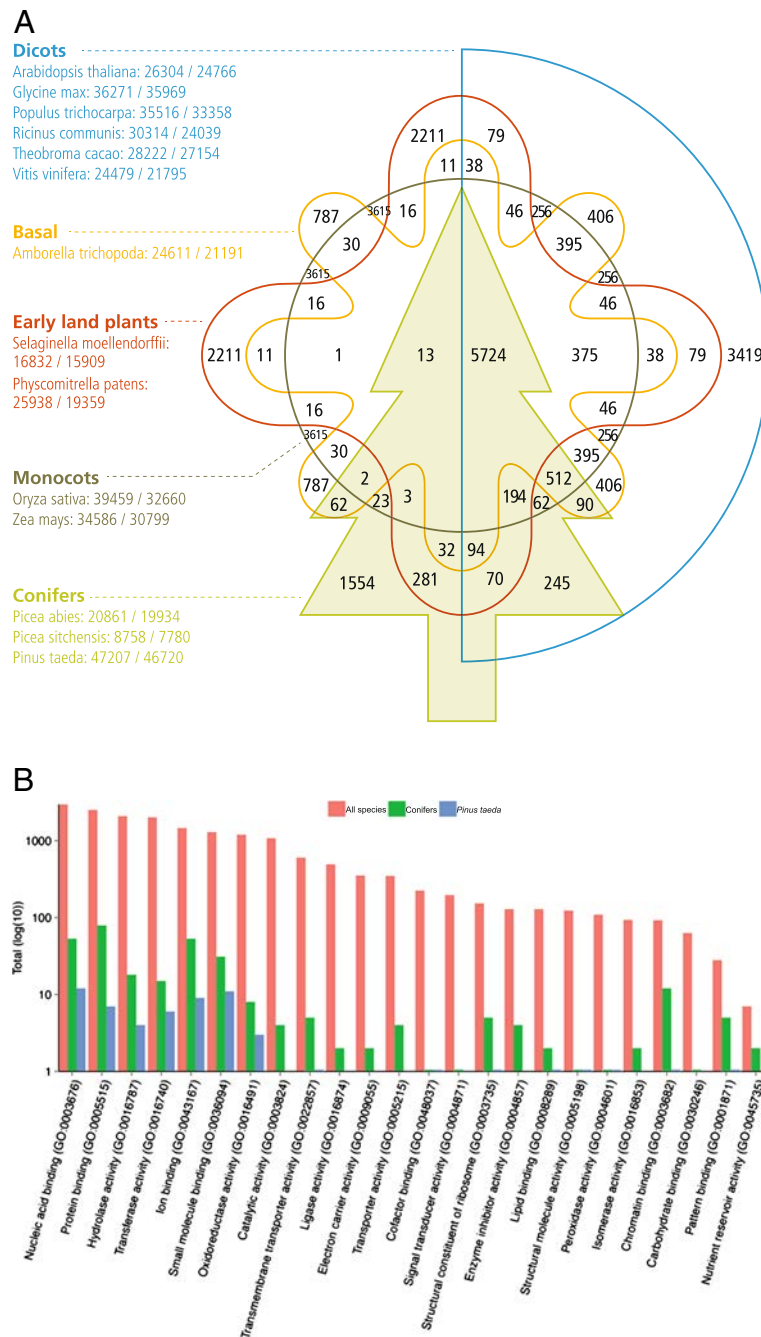 A
Dicots
Arabidopsis thaliana: 26304 / 24766
Glycine max: 36271 / 35969
Populus trichocarpa: 35516 / 33358
Ricinus communis: 30314 / 24039
Theobroma cacao: 28222 / 27154
Vitis vinifera: 24479 / 21795
Basal
Amborella trichopoda: 24611 / 21191
Early land plants
Selaginella moellendorffii:
16832 / 15909
Physcomitrella patens:
25938 / 19359
Monocots
Oryza sativa: 39459 / 32660
Zea mays: 34586 / 30799
Conifers
Picea abies: 20861 / 19934
Picea sitchensis: 8758 / 7780
Pinus taeda: 47207 / 46720
2211 79
11 38
787 3615 16 46 256 406
30 395
3615 256
16 46
2211 11 1 13 5724 375 38 79 3419
16 46
3615 256
30 395
787 2 512 406
62 23 3 194 62 90
32 94
1554 281 70 245
B
All species Conifers Pinus taeda
Total (log(10))
1000
100
10
1
Nucleic acid binding (GO:0003676)
Protein binding (GO:0005515)
Hydrolase activity (GO:0016787)
Transferase activity (GO:0016740)
Ion binding (GO:0043167)
Small molecule binding (GO:0036094)
Oxidoreductase activity (GO:0016491)
Catalytic activity (GO:0003824)
Transmembrane transporter activity (GO:0022857)
Ligase activity (GO:0016874)
Electron carrier activity (GO:0009055)
Transporter activity (GO:0005215)
Cofactor binding (GO:0048037)
Signal transducer activity (GO:0004871)
Structural constituent of ribosome (GO:0003735)
Enzyme inhibitor activity (GO:0004857)
Lipid binding (GO:0008289)
Structural molecule activity (GO:0005198)
Peroxidase activity (GO:0004601)
Isomerase activity (GO:0016853)
Chromatin binding (GO:0003682)
Carbohydrate binding (GO:0030246)
Pattern binding (GO:0001871)
Nutrient reservoir activity (GO:0045735)